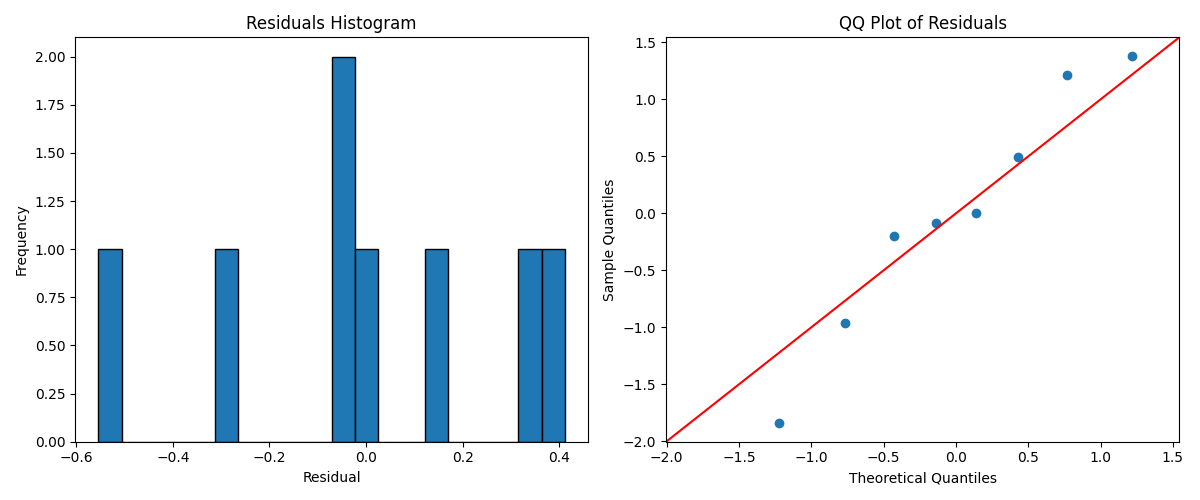 Residuals Histogram
2.00
1.75
1.50
1.25
1.00
0.75
0.50
0.25
0.00
Frequency
−0.6 −0.4 −0.2 0.0 0.2 0.4
Residual
QQ Plot of Residuals
1.5
1.0
0.5
0.0
−0.5
−1.0
−1.5
−2.0
Sample Quantiles
−2.0 −1.5 −1.0 −0.5 0.0 0.5 1.0 1.5
Theoretical Quantiles